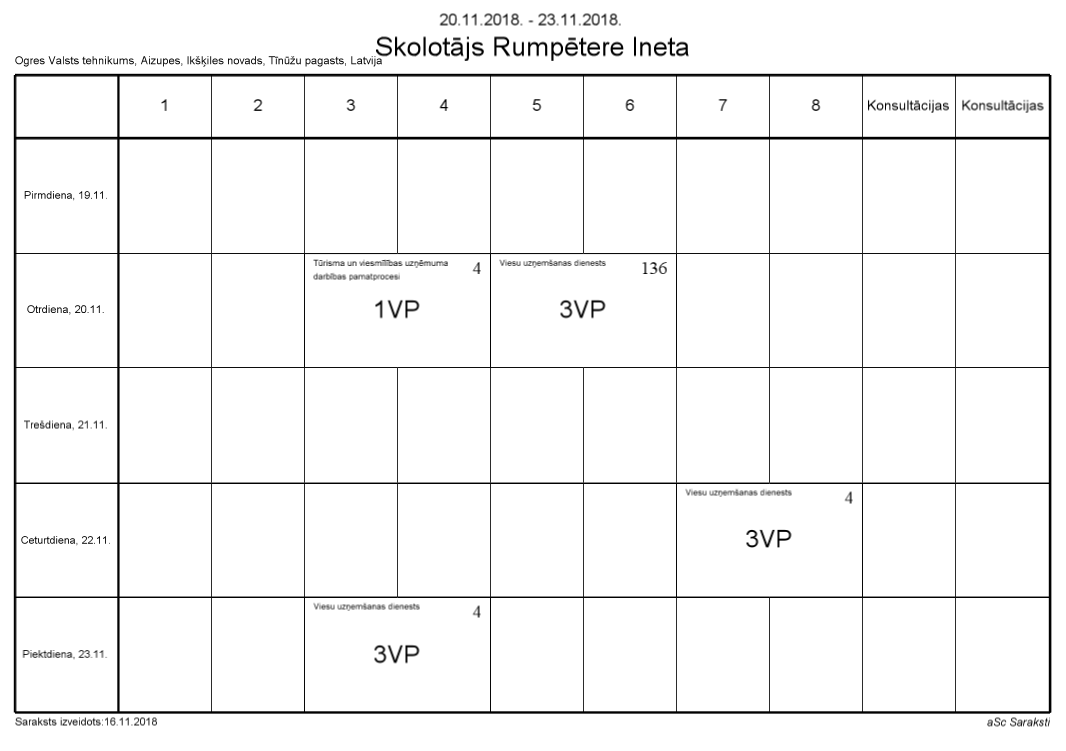 20.11.2018. - 23.11.2018.
Skolotājs Rumpētere Ineta
Ogres Valsts tehnikums, Aizupes, Ikšķiles novads, Tīnūžu pagasts, Latvija
1 2 3 4 5 6 7 8 Konsultācijas Konsultācijas
Pirmdiena, 19.11.
Otrdiena, 20.11.
Tūrisma un viesmīlības uzņēmuma
darbības pamatprocesi
4
1VP
Viesu uzņemšanas dienests
136
3VP
Trešdiena, 21.11.
Ceturtdiena, 22.11.
Viesu uzņemšanas dienests
4
3VP
Piektdiena, 23.11.
Viesu uzņemšanas dienests
4
3VP
Saraksts izveidots:16.11.2018
aSc Saraksti